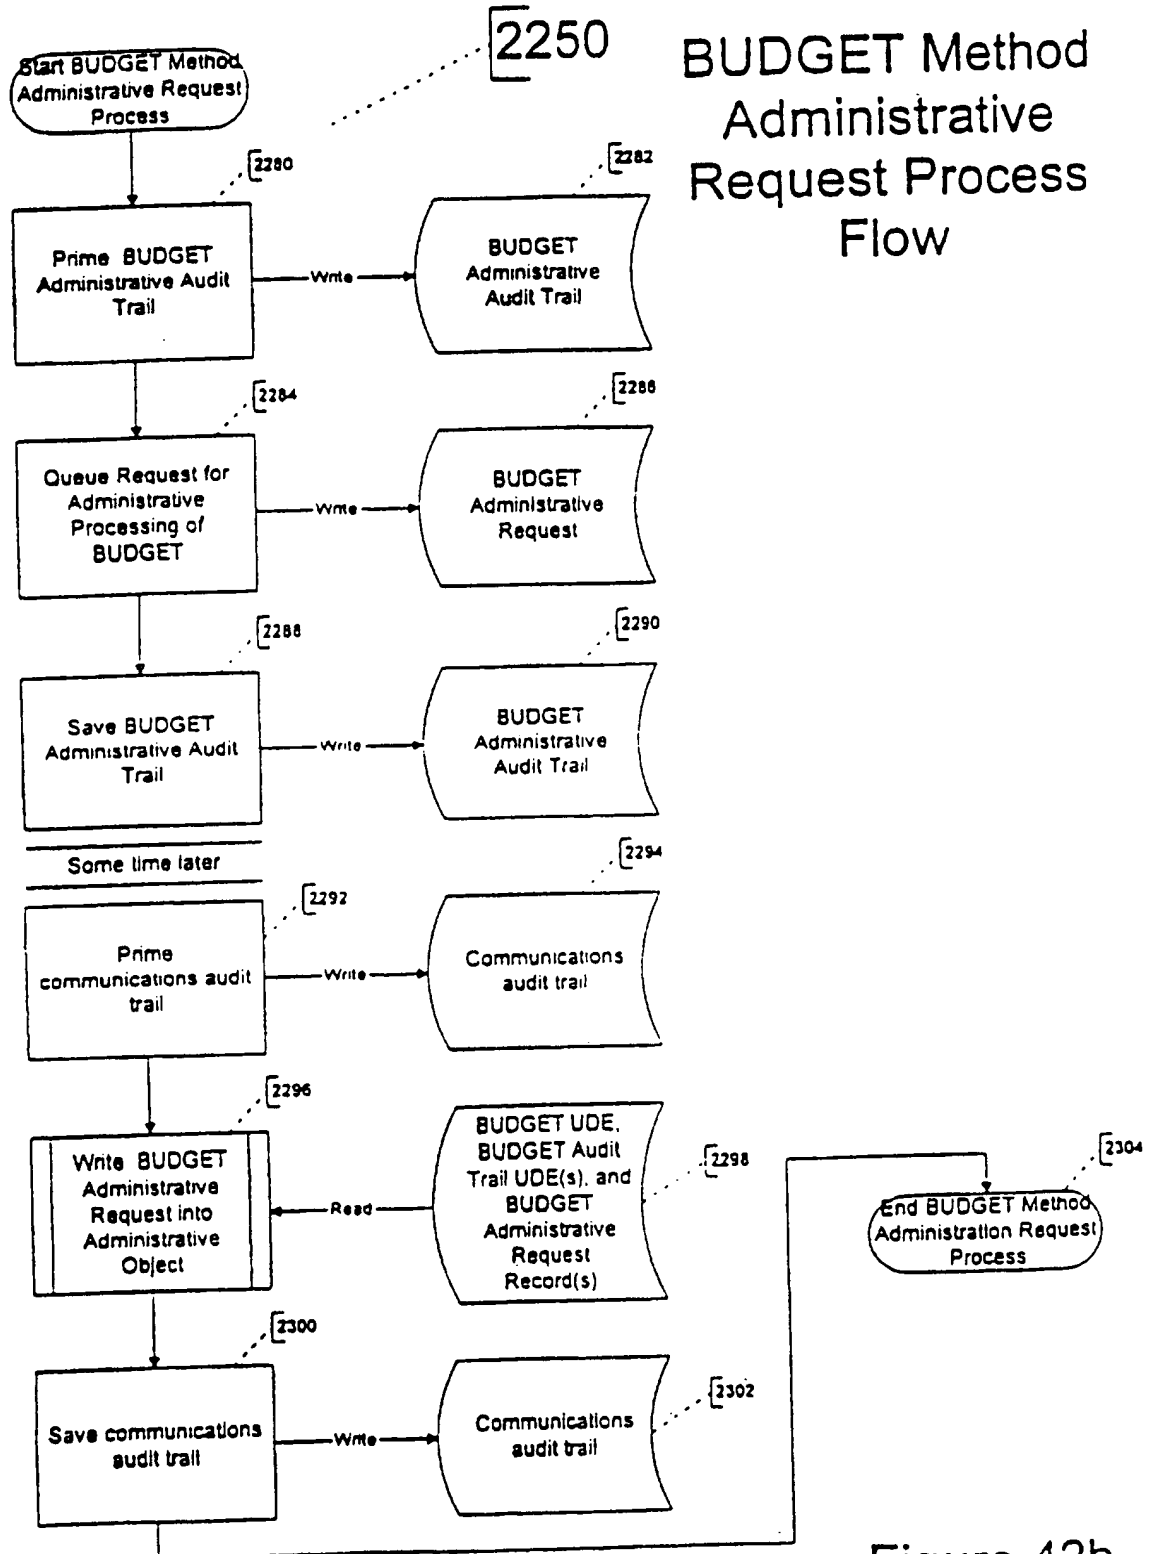 2250
BUDGET Method
Administrative
Request Process
Flow
Start BUDGET Method
Administrative Request
Process
2280
Prime BUDGET
Administrative Audit
Trail
Write
2282
BUDGET
Administrative
Audit Trail
2284
Queue Request for
Administrative
Processing of
BUDGET
Write
2286
BUDGET
Administrative
Request
2288
Save BUDGET
Administrative Audit
Trail
Write
2290
BUDGET
Administrative
Audit Trail
Some time later
2292
Prime
communications audit
trail
Write
2294
Communications
audit trail
2296
Write BUDGET
Administrative
Request into
Administrative
Object
Read
BUDGET UDE,
BUDGET Audit
Trail UDE(s), and
BUDGET
Administrative
Request
Record(s)
2298
2300
Save communications
audit trail
Write
Communications
audit trail
2302
2304
End BUDGET Method
Administration Request
Process